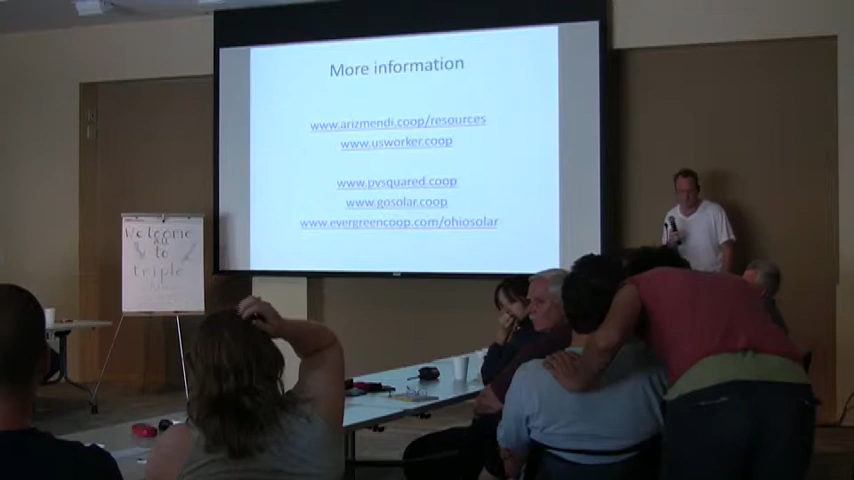 More information
www.arizmendi.coop/resources
www.usworker.coop
www.pvsquared.coop
www.gosolar.coop
www.evergreencoop.com/ohiosolar
Welcome
ALL
to
triple